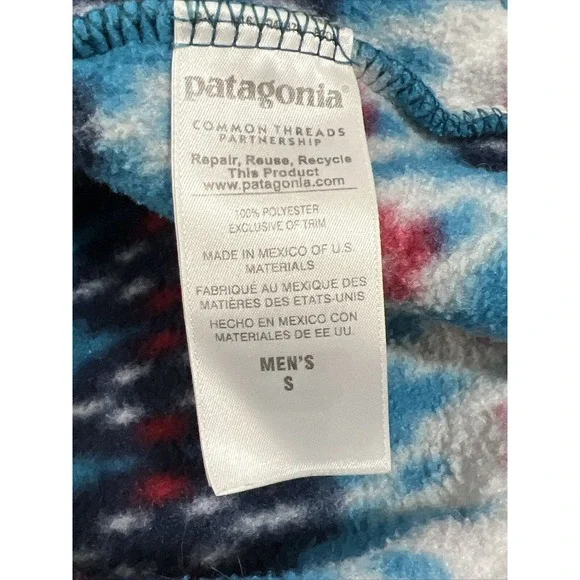 patagonia®
COMMON THREADS
PARTNERSHIP
Repair, Reuse, Recycle
This Product
www.patagonia.com
100% POLYESTER
EXCLUSIVE OF TRIM
MADE IN MEXICO OF U.S.
MATERIALS
FABRIQUÉ AU MEXIQUE DES
MATIÈRES DES ETATS-UNIS
HECHO EN MEXICO CON
MATERIALES DE EE UU.
MEN'S
S